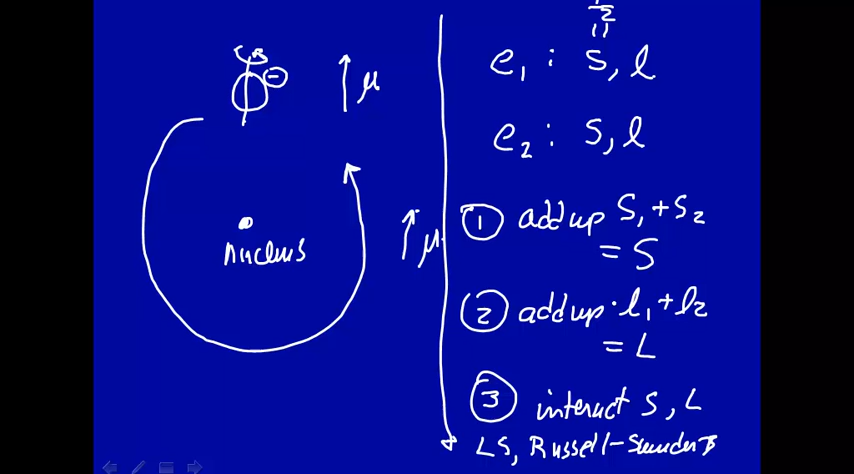 ⊖
↑ μ
nucleus
↑ μ
1/2
e₁ : s, l
e₂ : s, l
① add up s₁ + s₂
= S
② add up · l₁ + l₂
= L
③ interact S, L
LS, Russell-Saunders